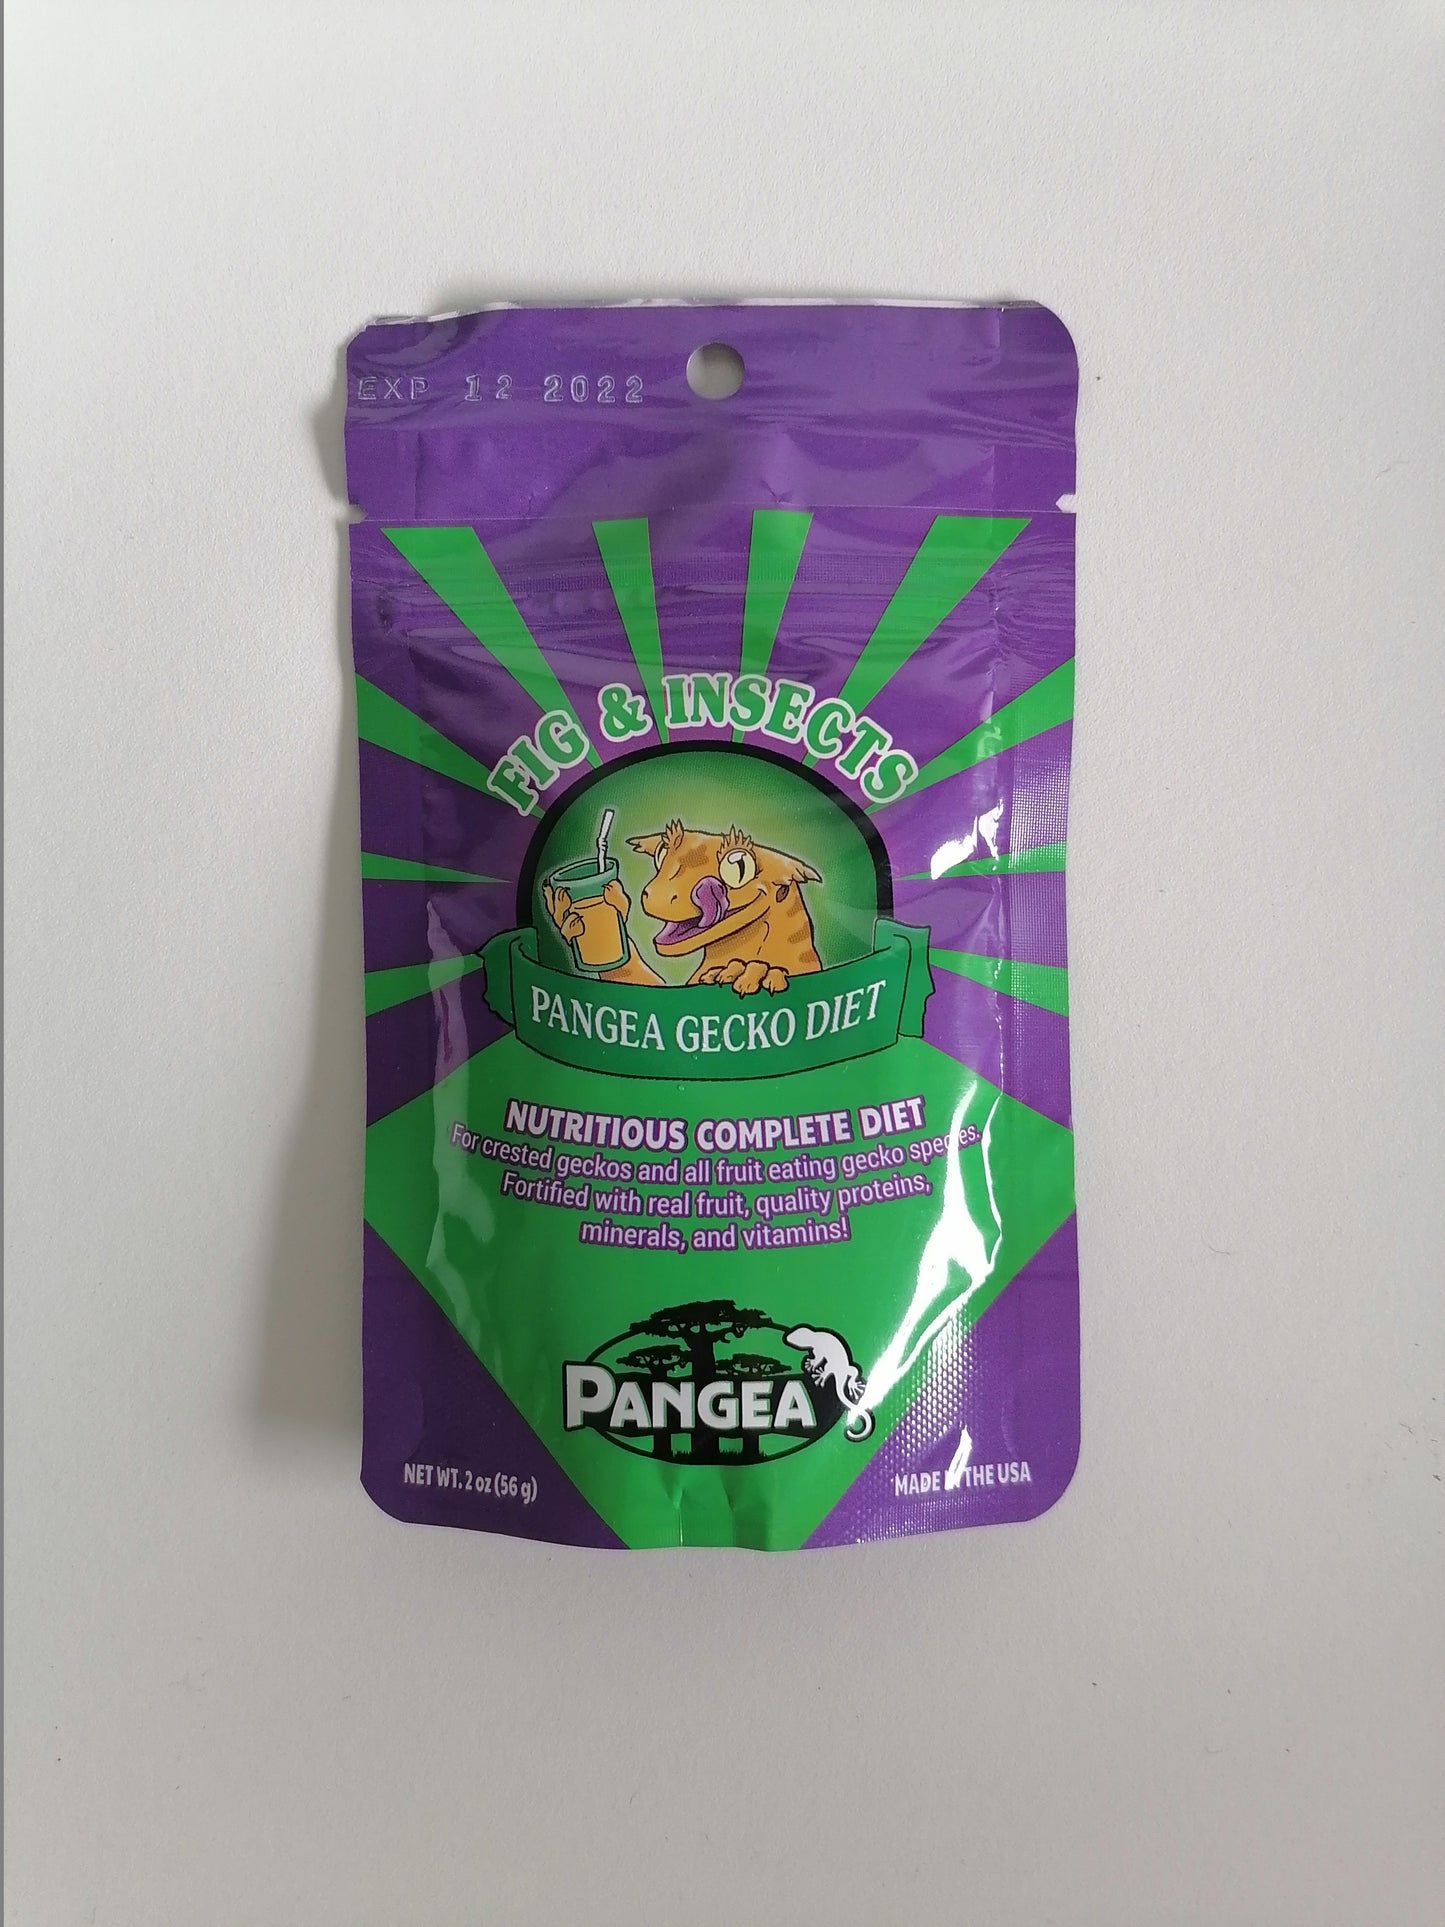 EXP 12 2022
FIG & INSECTS
PANGEA GECKO DIET
NUTRITIOUS COMPLETE DIET
For crested geckos and all fruit eating gecko species.
Fortified with real fruit, quality proteins,
minerals, and vitamins!
PANGEA
NET WT. 2 oz (56 g)
MADE IN THE USA